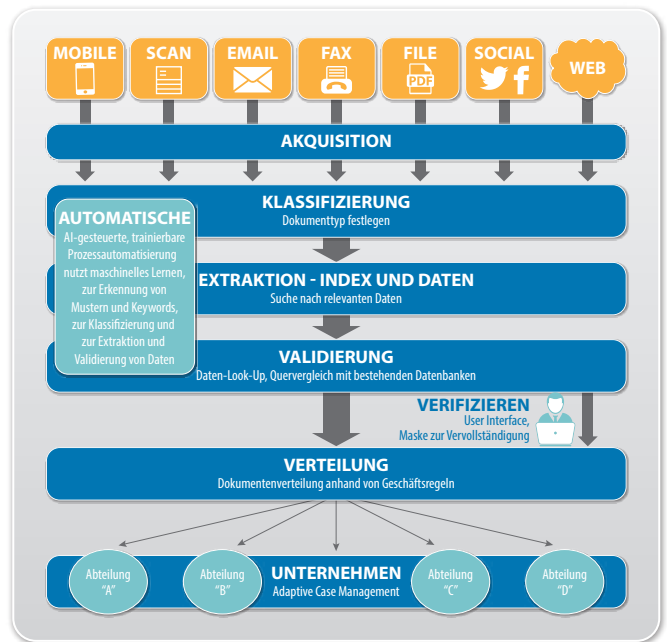 MOBILE
SCAN
EMAIL
FAX
FILE
PDF
SOCIAL
WEB
AKQUISITION
KLASSIFIZIERUNG
Dokumenttyp festlegen
AUTOMATISCHE
AI-gesteuerte, trainierbare
Prozessautomatisierung
nutzt maschinelles Lernen,
zur Erkennung von
Mustern und Keywords,
zur Klassifizierung und
zur Extraktion und
Validierung von Daten
EXTRAKTION - INDEX UND DATEN
Suche nach relevanten Daten
VALIDIERUNG
Daten-Look-Up, Quervergleich mit bestehenden Datenbanken
VERIFIZIEREN
User Interface,
Maske zur Vervollständigung
VERTEILUNG
Dokumentenverteilung anhand von Geschäftsregeln
Abteilung
"A"
Abteilung
"B"
UNTERNEHMEN
Adaptive Case Management
Abteilung
"C"
Abteilung
"D"